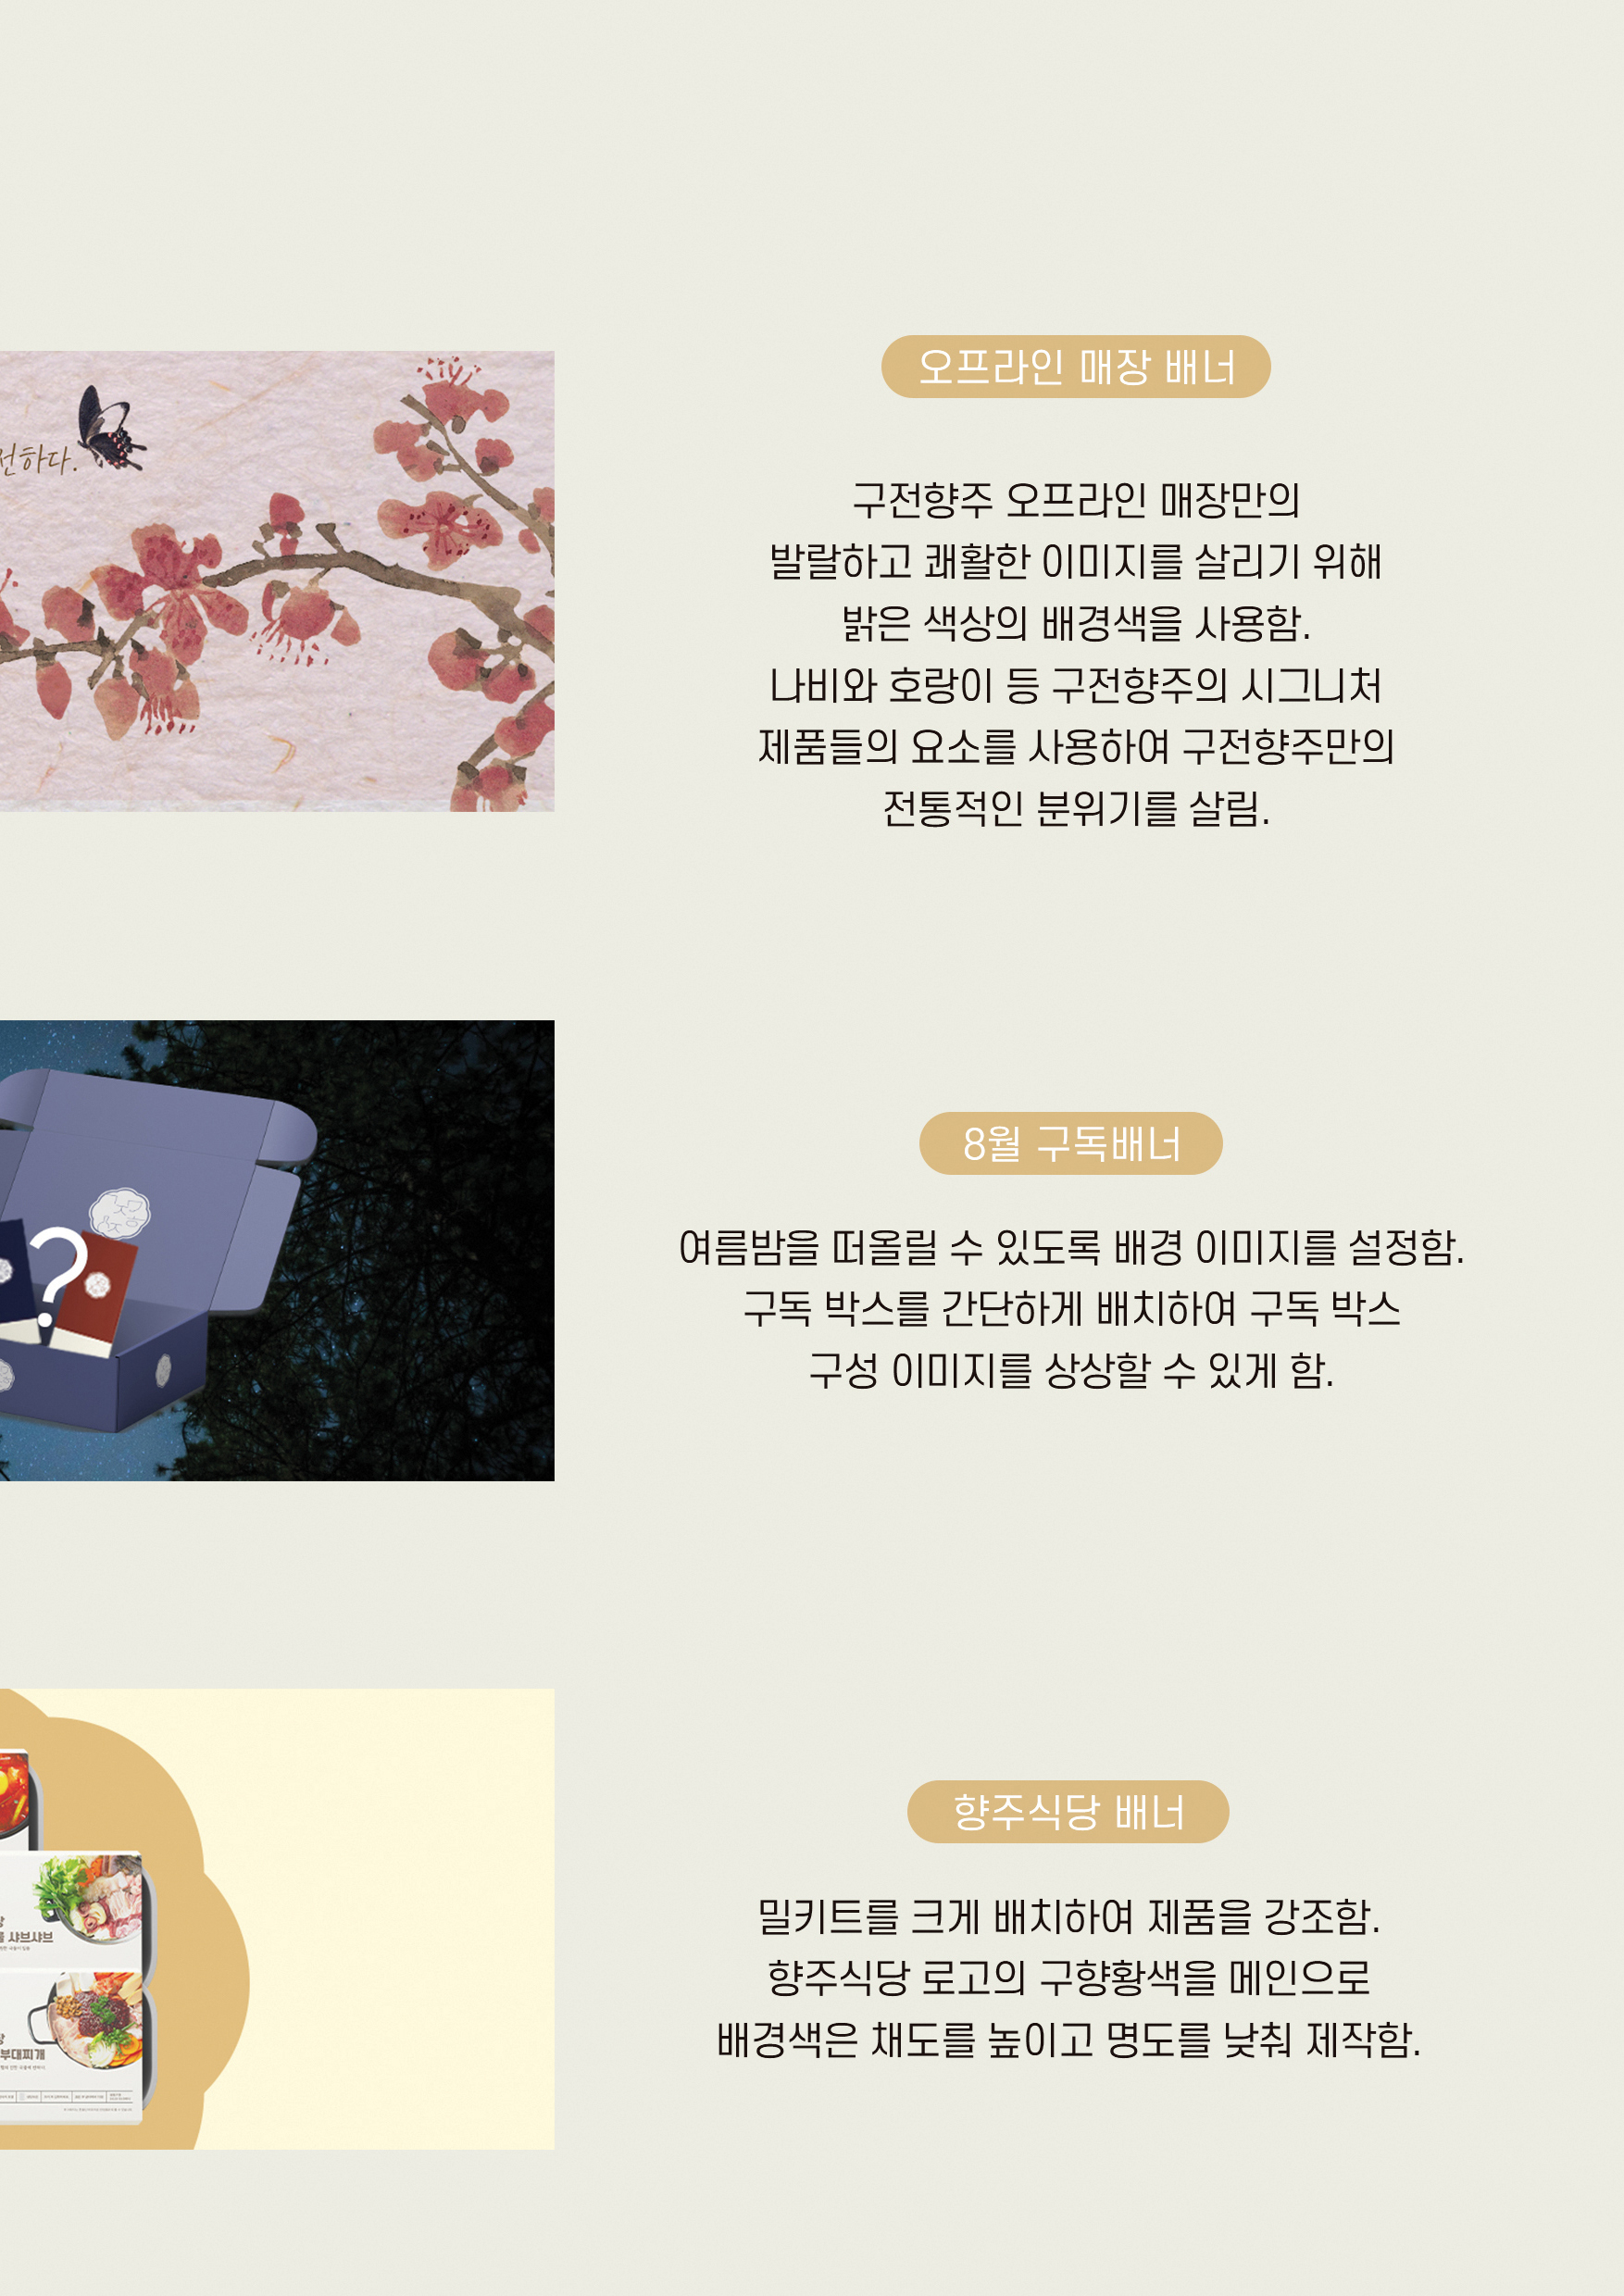 오프라인 매장 배너
전하다.
구전향주 오프라인 매장만의
발랄하고 쾌활한 이미지를 살리기 위해
밝은 색상의 배경색을 사용함.
나비와 호랑이 등 구전향주의 시그니처
제품들의 요소를 사용하여 구전향주만의
전통적인 분위기를 살림.
8월 구독배너
?
여름밤을 떠올릴 수 있도록 배경 이미지를 설정함.
구독 박스를 간단하게 배치하여 구독 박스
구성 이미지를 상상할 수 있게 함.
향주식당 배너
밀키트를 크게 배치하여 제품을 강조함.
향주식당 로고의 구향황색을 메인으로
배경색은 채도를 높이고 명도를 낮춰 제작함.
샤브샤브
부대찌개